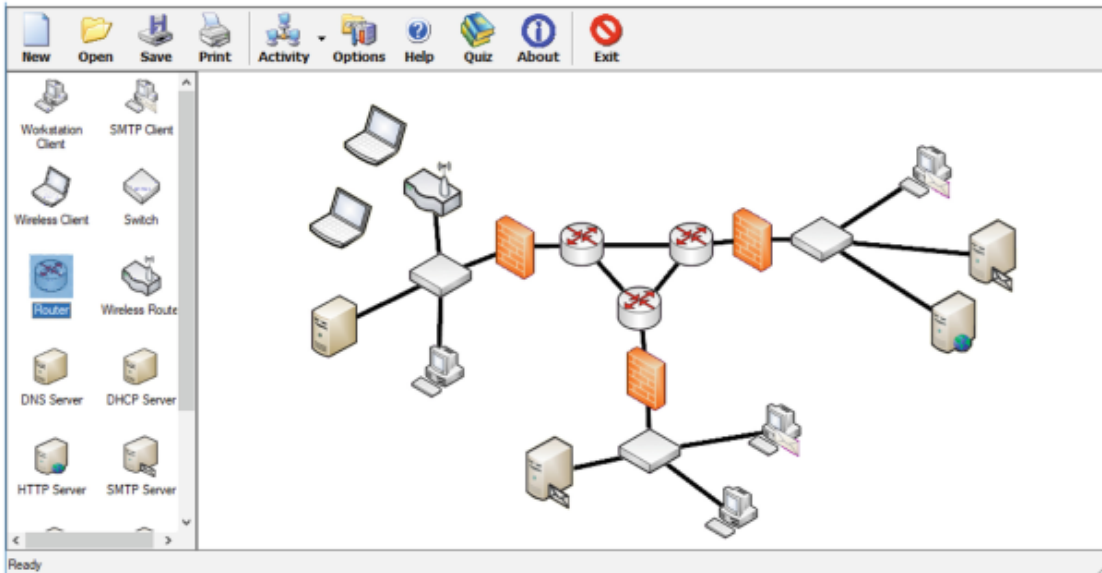 New Open Save Print Activity Options Help Quiz About Exit
Workstation Client
SMTP Client
Wireless Client
Switch
Router
Wireless Route
DNS Server
DHCP Server
HTTP Server
SMTP Server
Ready